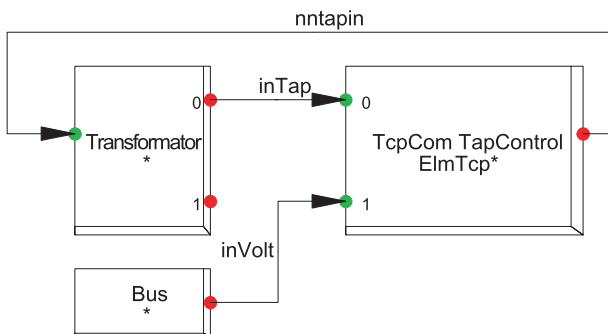 nntapin
0
inTap
0
Transformator
*
TcpCom TapControl
ElmTcp*
1
1
inVolt
Bus
*